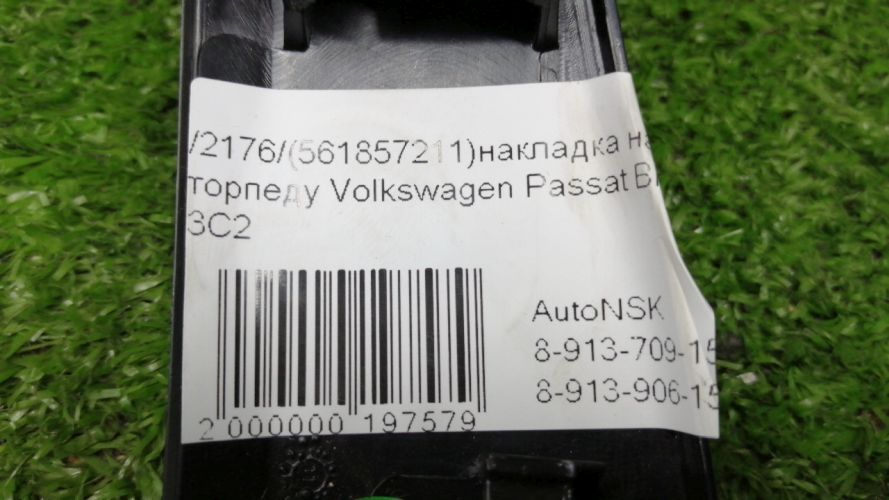 /2176/(561857211)накладка на
торпеду Volkswagen Passat B
3C2
AutoNSK
8-913-709-15
8-913-906-15
2 000000 197579